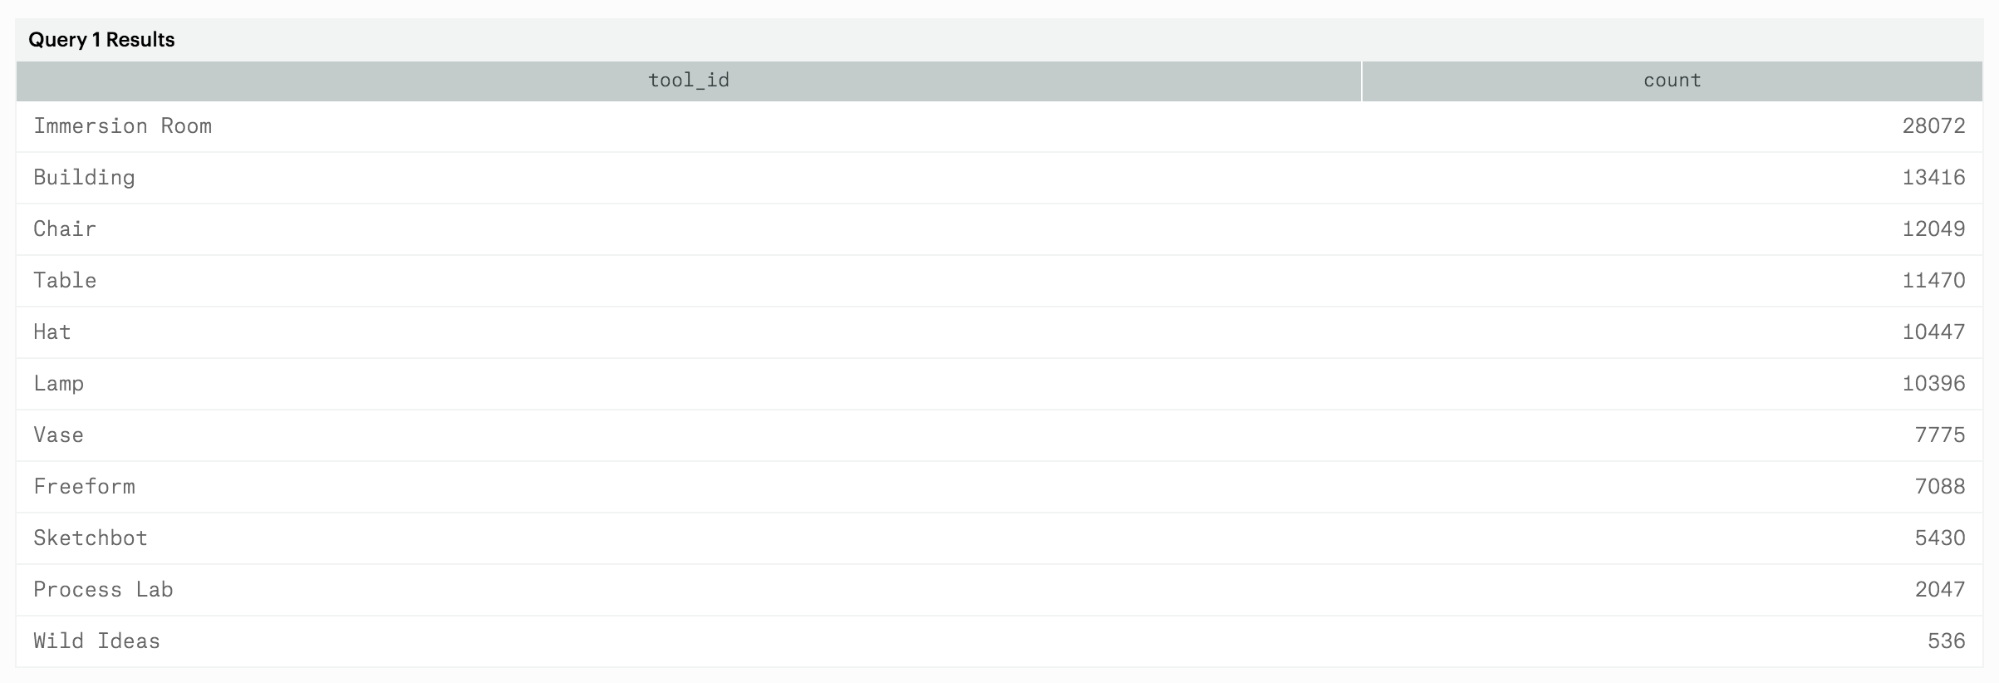 Query 1 Results
tool_id count
Immersion Room 28072
Building 13416
Chair 12049
Table 11470
Hat 10447
Lamp 10396
Vase 7775
Freeform 7088
Sketchbot 5430
Process Lab 2047
Wild Ideas 536